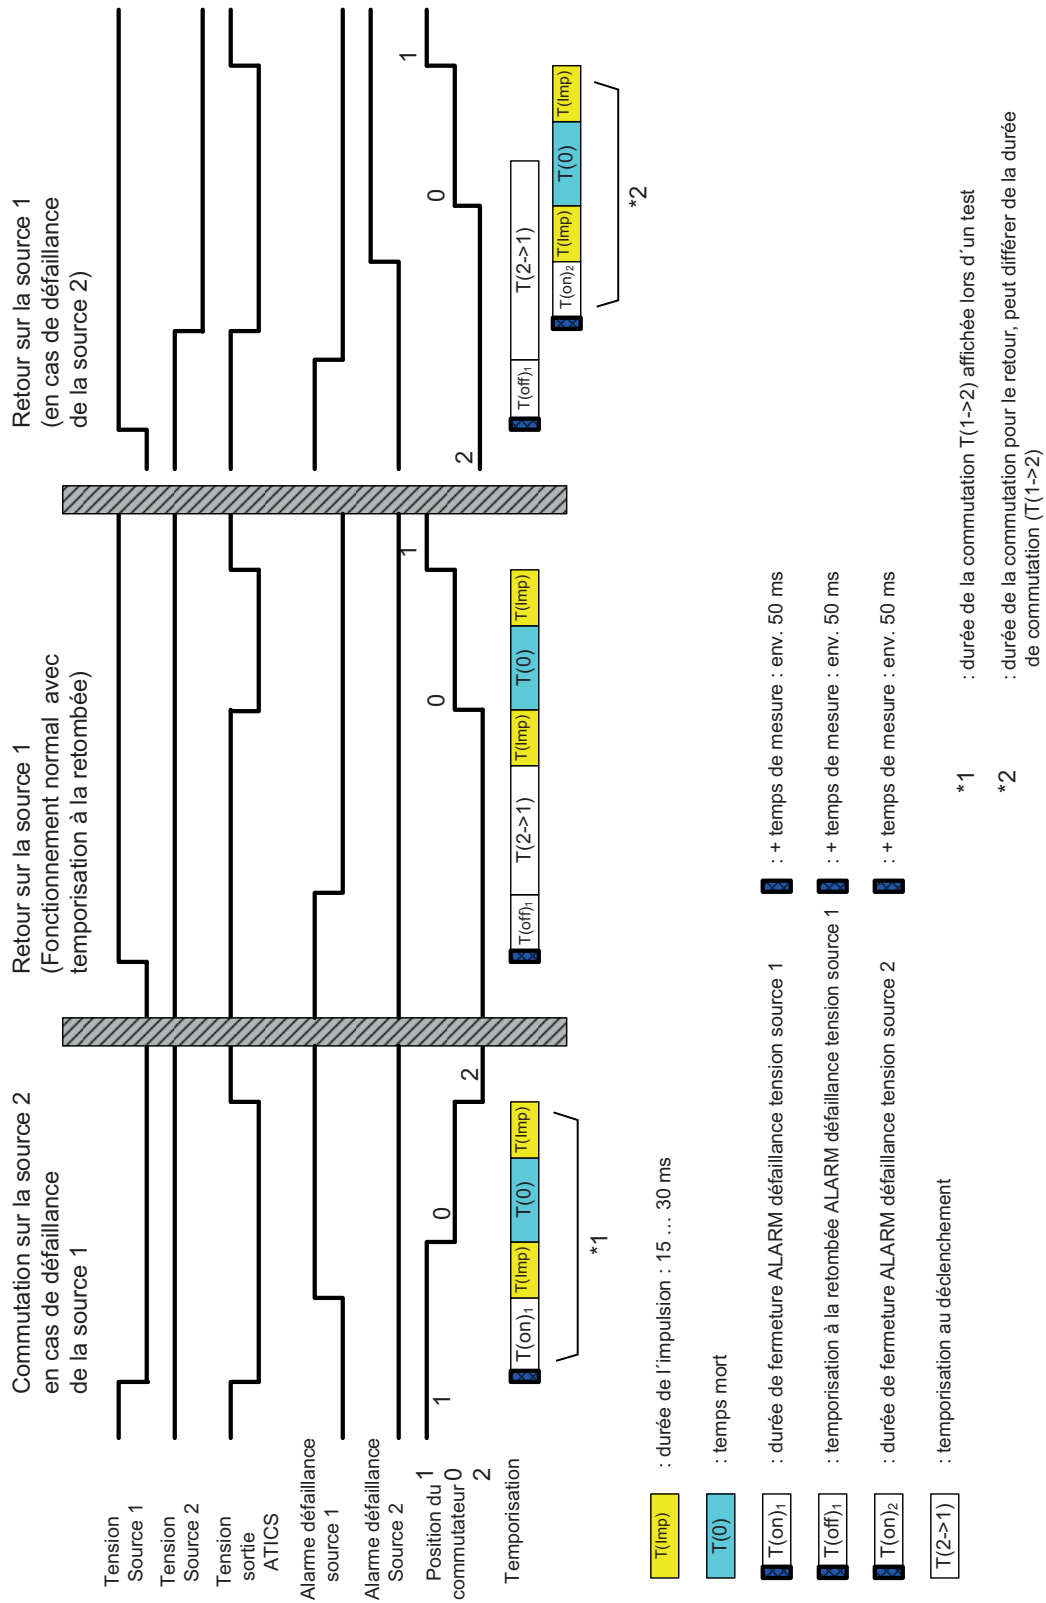 Commutation sur la source 2
en cas de défaillance
de la source 1
Retour sur la source 1
(Fonctionnement normal avec
temporisation à la retombée)
Retour sur la source 1
(en cas de défaillance
de la source 2)
Tension
Source 1
Tension
Source 2
Tension
sortie
ATICS
Alarme défaillance
source 1
Alarme défaillance
Source 2
Position du 1
commutateur 0
2
1
0
2
0
1
2
0
1
Temporisation
T(on)1 T(Imp) T(0) T(Imp)
T(off)1 T(2->1) T(Imp) T(0) T(Imp)
T(off)1 T(2->1)
T(on)2 T(Imp) T(0) T(Imp)
*1
*2
T(Imp) : durée de l´impulsion : 15 ... 30 ms
T(0) : temps mort
T(on)1 : durée de fermeture ALARM défaillance tension source 1 : + temps de mesure : env. 50 ms
T(off)1 : temporisation à la retombée ALARM défaillance tension source 1 : + temps de mesure : env. 50 ms
T(on)2 : durée de fermeture ALARM défaillance tension source 2 : + temps de mesure : env. 50 ms
T(2->1) : temporisation au déclenchement
*1 : durée de la commutation T(1->2) affichée lors d´un test
*2 : durée de la commutation pour le retour, peut différer de la durée
de commutation (T(1->2)